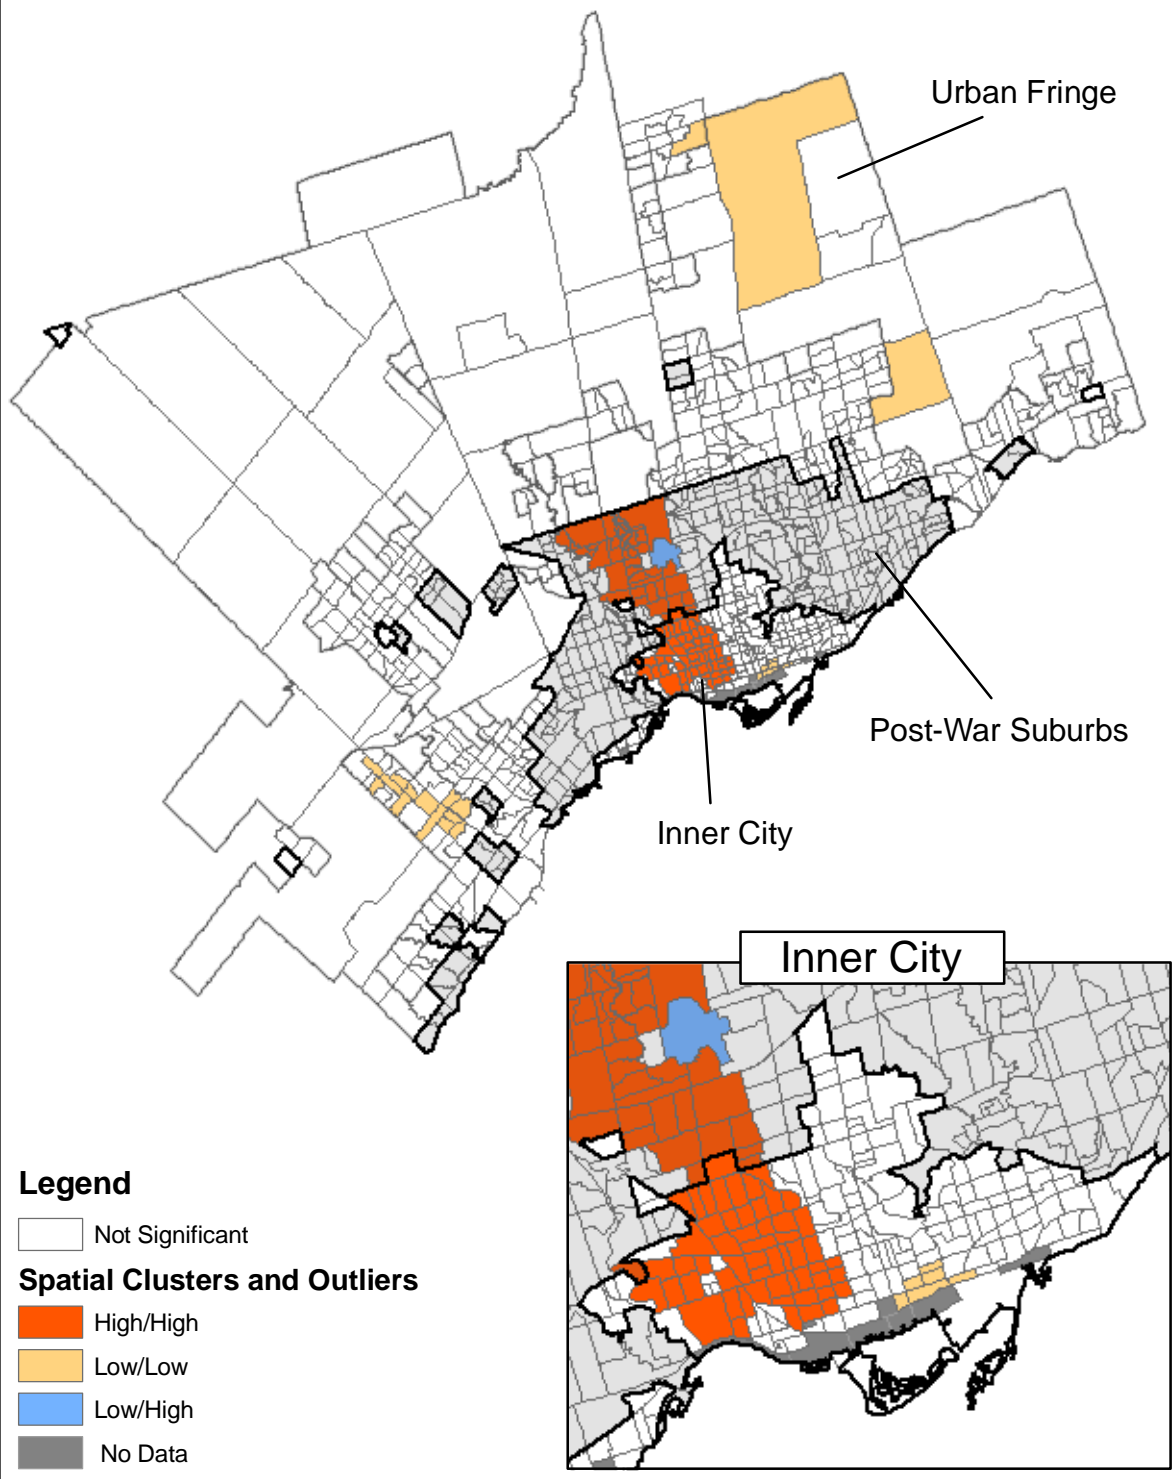 Urban Fringe
Post-War Suburbs
Inner City
Inner City
Legend
Not Significant
Spatial Clusters and Outliers
High/High
Low/Low
Low/High
No Data